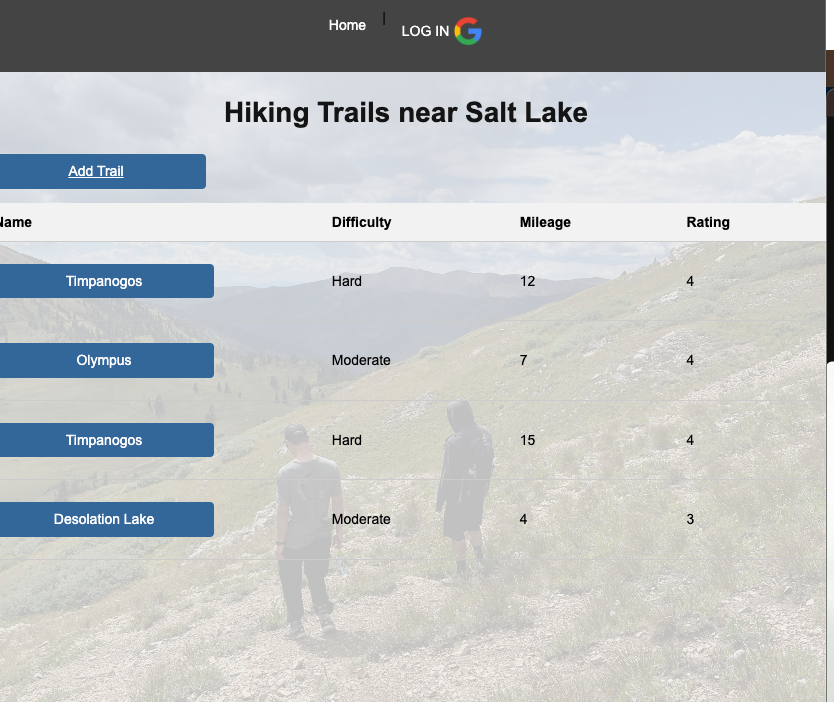 Home | LOG IN
Hiking Trails near Salt Lake
Add Trail
Name Difficulty Mileage Rating
Timpanogos Hard 12 4
Olympus Moderate 7 4
Timpanogos Hard 15 4
Desolation Lake Moderate 4 3